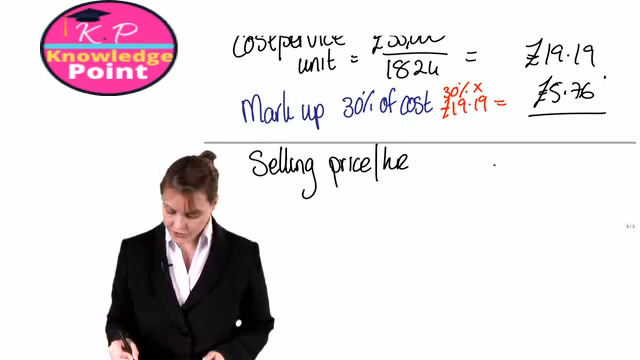 K.P
Knowledge
Point
Cost per service
unit = = £19.19
1824
Mark up 30% of cost 30% x
£19.19 = £5.76
Selling price/he